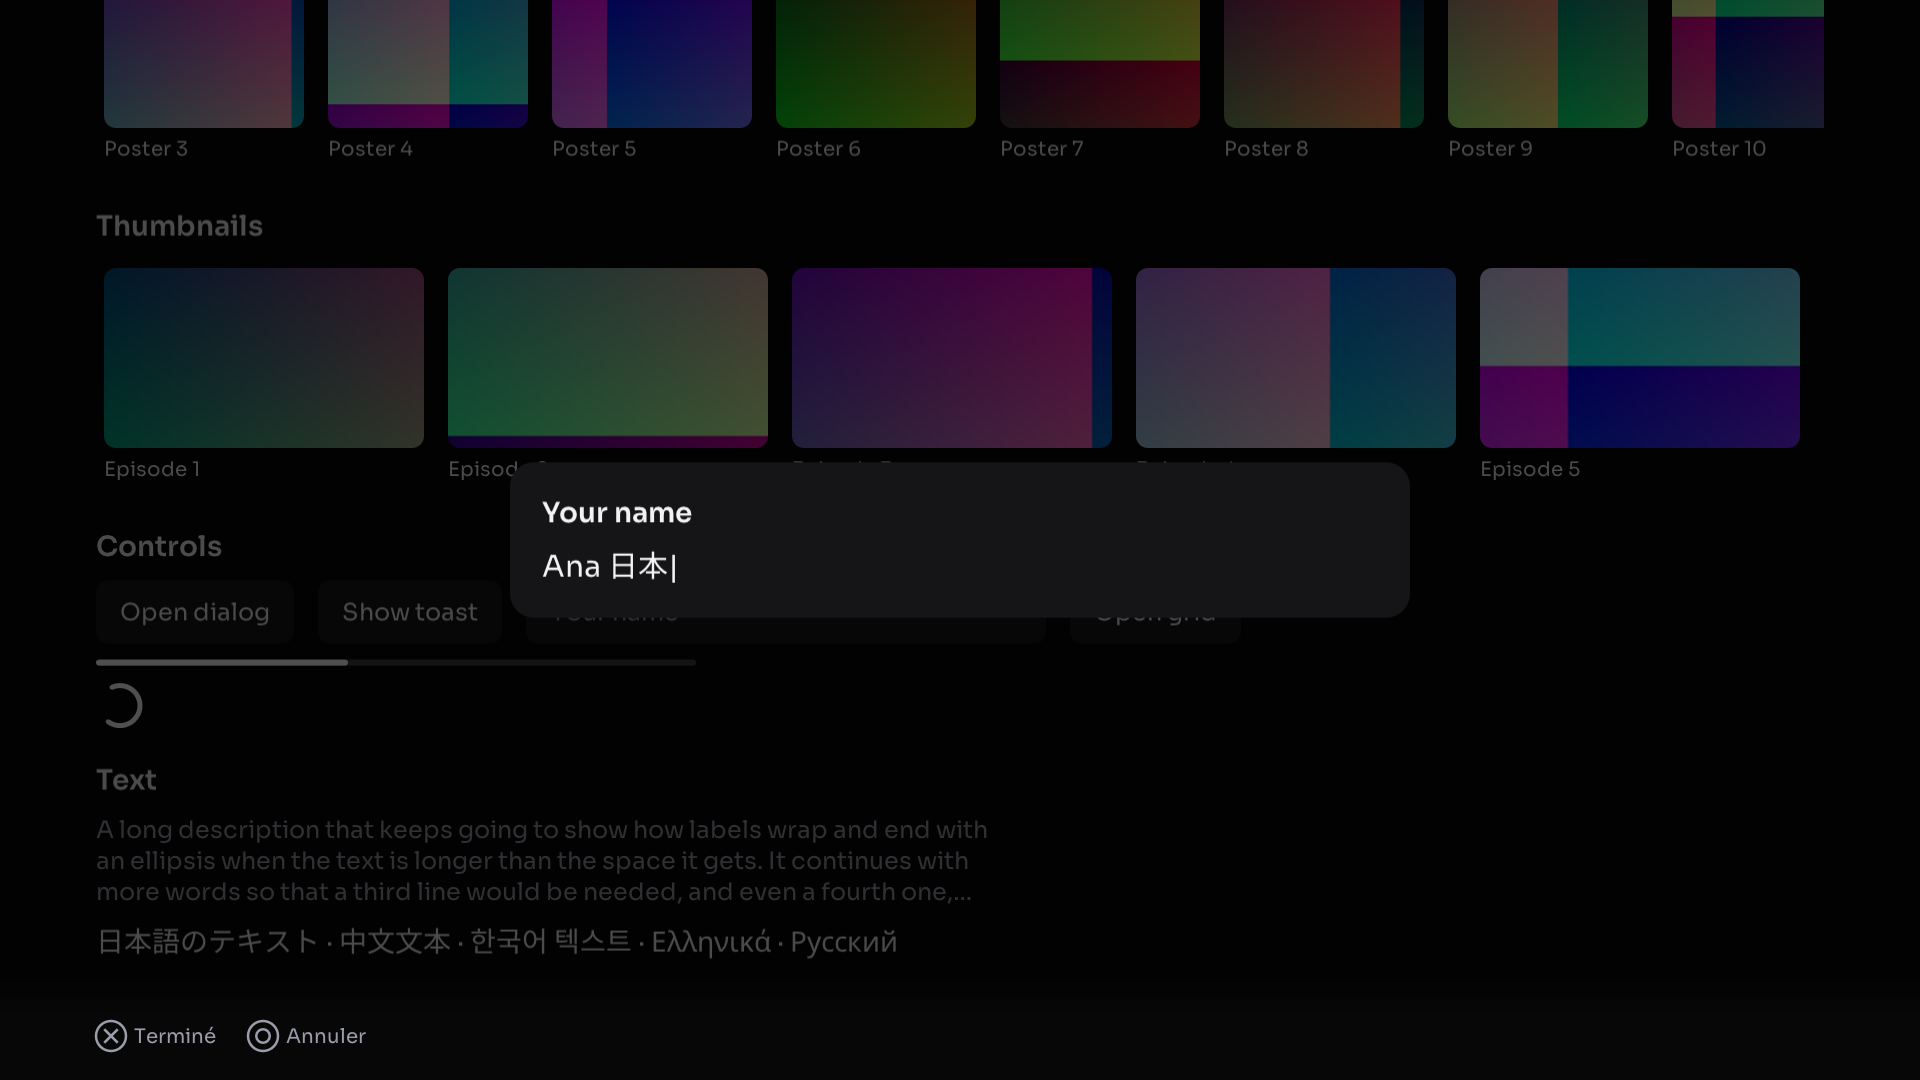 Poster 3
Poster 4
Poster 5
Poster 6
Poster 7
Poster 8
Poster 9
Poster 10
Thumbnails
Episode 1
Episode 5
Your name
Ana 日本|
Controls
Open dialog
Show toast
Your name
Open grid
Text
A long description that keeps going to show how labels wrap and end with
an ellipsis when the text is longer than the space it gets. It continues with
more words so that a third line would be needed, and even a fourth one,...
日本語のテキスト · 中文文本 · 한국어 텍스트 · Ελληνικά · Русский
Terminé
Annuler